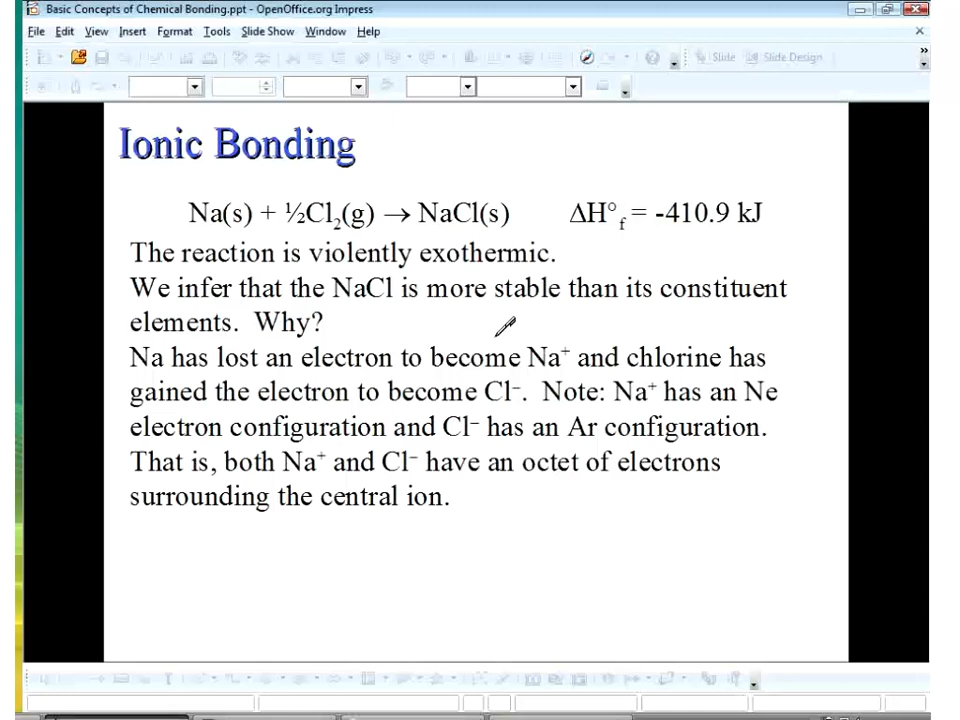 Basic Concepts of Chemical Bonding.ppt - OpenOffice.org Impress
File Edit View Insert Format Tools Slide Show Window Help
Slide Slide Design
Ionic Bonding
Na(s) + ½Cl₂(g) → NaCl(s) ΔH°f = -410.9 kJ
The reaction is violently exothermic.
We infer that the NaCl is more stable than its constituent
elements. Why?
Na has lost an electron to become Na⁺ and chlorine has
gained the electron to become Cl⁻. Note: Na⁺ has an Ne
electron configuration and Cl⁻ has an Ar configuration.
That is, both Na⁺ and Cl⁻ have an octet of electrons
surrounding the central ion.